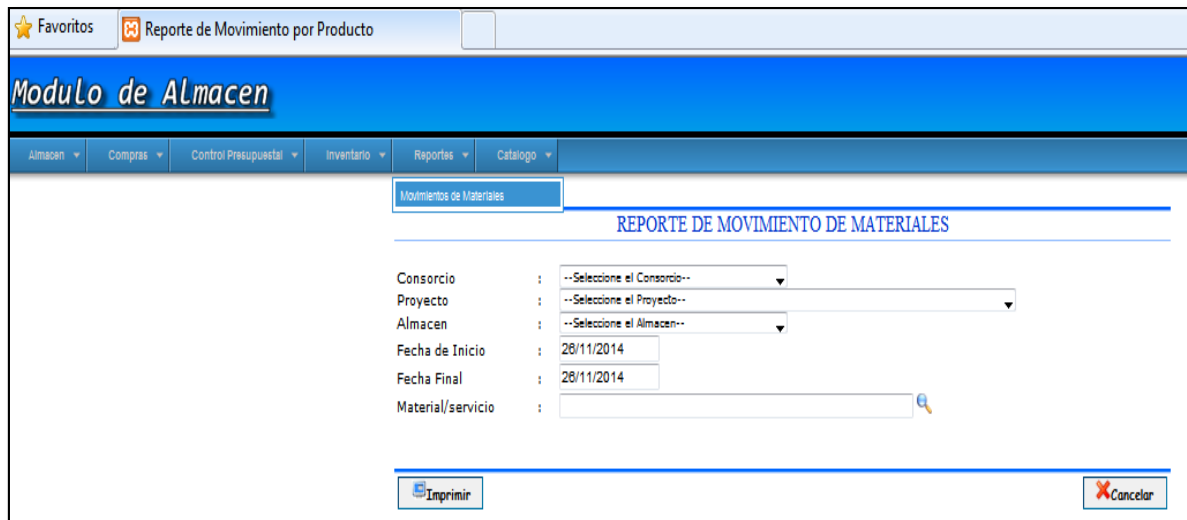 Favoritos Reporte de Movimiento por Producto
Modulo de Almacen
Almacen Compras Control Presupuestal Inventario Reportes Catalogo
Movimientos de Materiales
REPORTE DE MOVIMIENTO DE MATERIALES
Consorcio : --Seleccione el Consorcio--
Proyecto : --Seleccione el Proyecto--
Almacen : --Seleccione el Almacen--
Fecha de Inicio : 26/11/2014
Fecha Final : 26/11/2014
Material/servicio :
Imprimir Cancelar